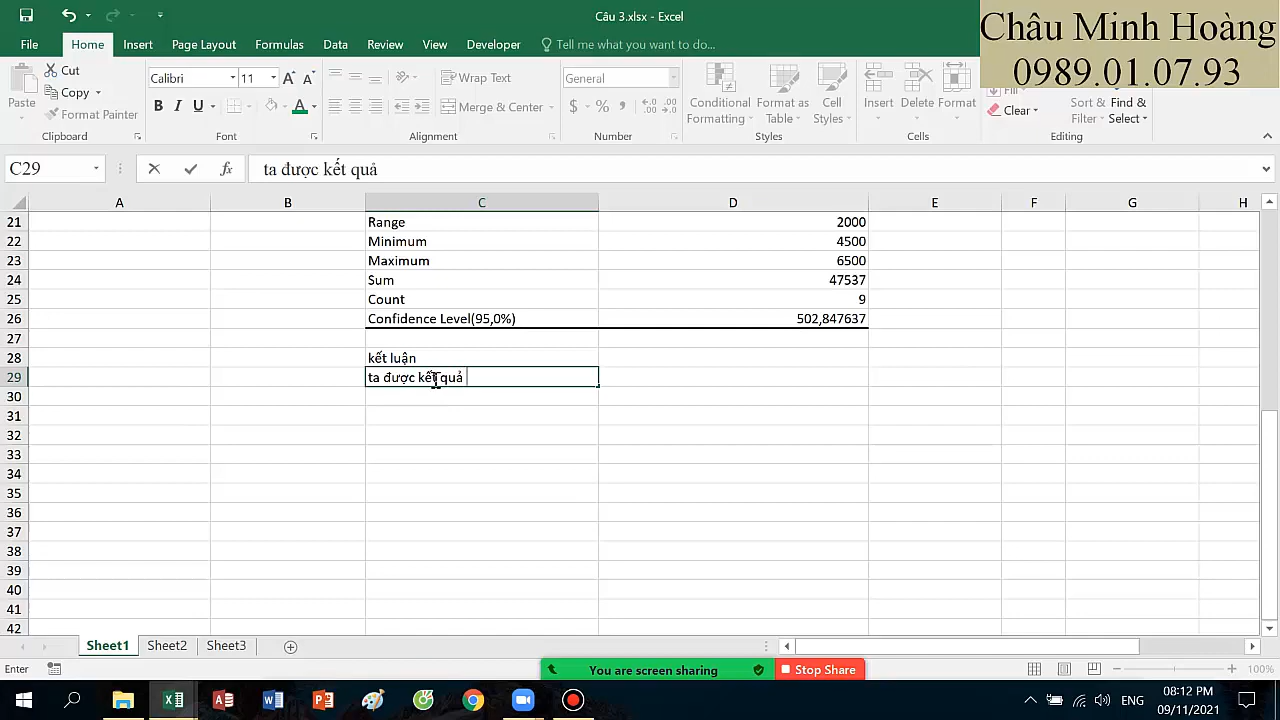 Câu 3.xlsx - Excel
Châu Minh Hoàng
0989.01.07.93
File Home Insert Page Layout Formulas Data Review View Developer Tell me what you want to do...
Paste
Cut
Copy
Format Painter
Clipboard
Calibri 11
B I U
Font
Wrap Text
Merge & Center
Alignment
General
$ % ,
Number
Conditional Formatting
Format as Table
Cell Styles
Styles
Insert Delete Format
Cells
Fill
Clear
Sort & Filter
Find & Select
Editing
C29 fx ta được kết quả
A B C D E F G H
21 Range 2000
22 Minimum 4500
23 Maximum 6500
24 Sum 47537
25 Count 9
26 Confidence Level(95,0%) 502,847637
27
28 kết luận
29 ta được kết quả
30
31
32
33
34
35
36
37
38
39
40
41
42
Sheet1 Sheet2 Sheet3
Enter
You are screen sharing Stop Share
100%
ENG
08:12 PM
09/11/2021